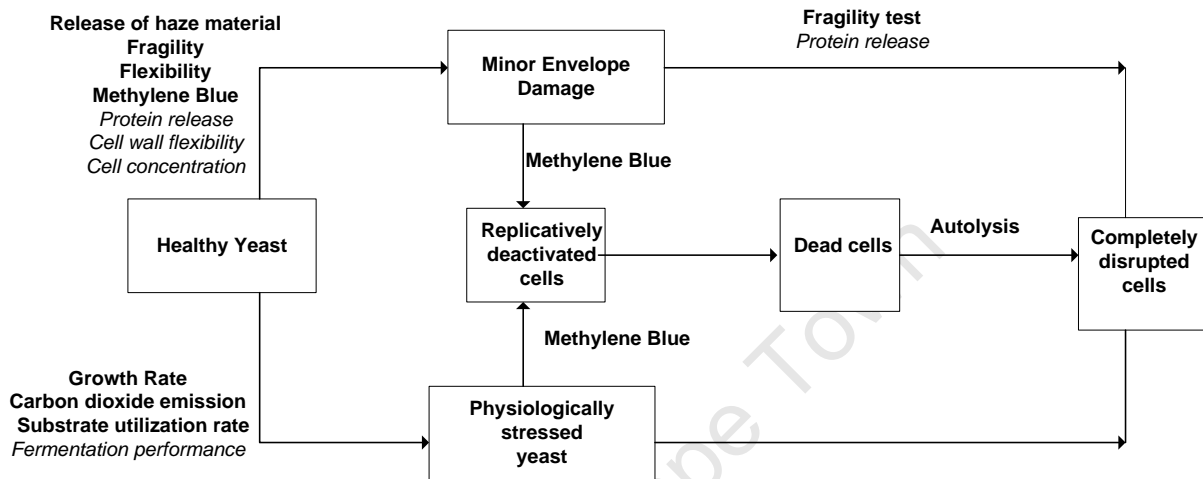 Release of haze material
Fragility
Flexibility
Methylene Blue
Protein release
Cell wall flexibility
Cell concentration
Minor Envelope
Damage
Fragility test
Protein release
Methylene Blue
Healthy Yeast
Replicatively
deactivated
cells
Dead cells
Autolysis
Completely
disrupted
cells
Methylene Blue
Growth Rate
Carbon dioxide emission
Substrate utilization rate
Fermentation performance
Physiologically
stressed
yeast
Town